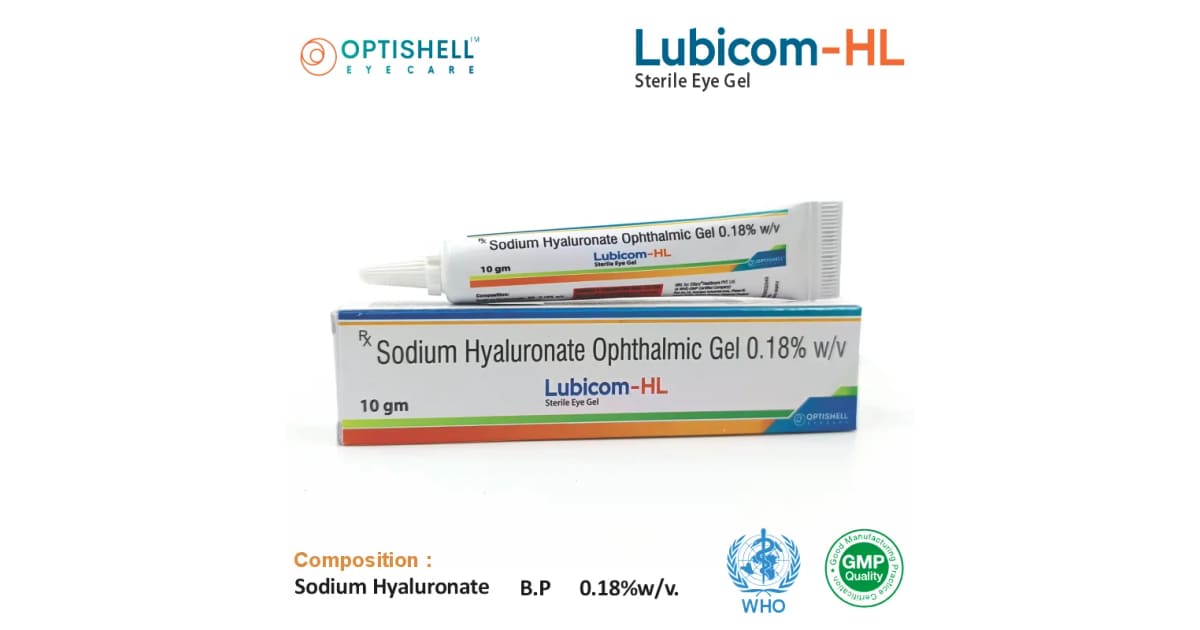 OPTISHELL™
EYECARE
Lubicom-HL
Sterile Eye Gel
Rx Sodium Hyaluronate Ophthalmic Gel 0.18% w/v
Lubicom-HL
Sterile Eye Gel
10 gm
OPTISHELL
Composition:
Rx Sodium Hyaluronate Ophthalmic Gel 0.18% w/v
Lubicom-HL
Sterile Eye Gel
10 gm
OPTISHELL
EYECARE
Composition :
Sodium Hyaluronate B.P 0.18%w/v.
WHO
Good Manufacturing Practice Certification
GMP
Quality